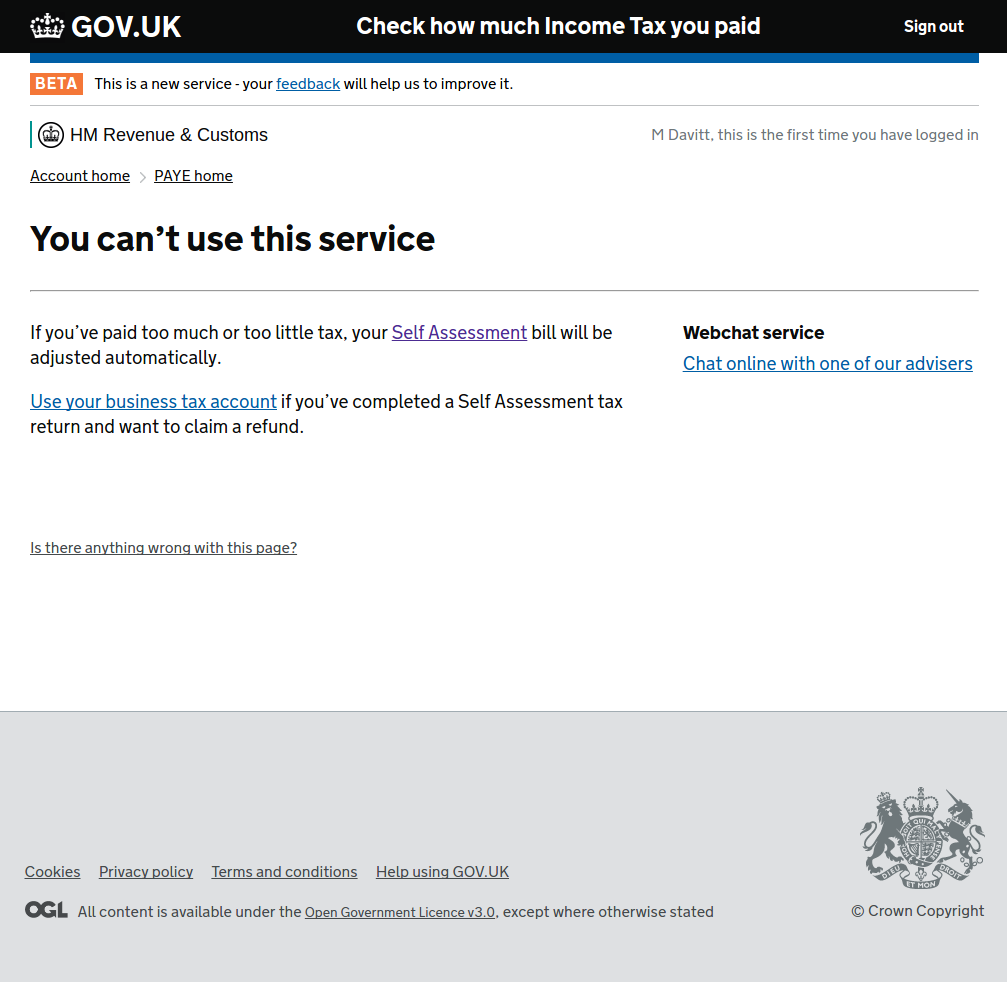 GOV.UK
Check how much Income Tax you paid
Sign out
BETA
This is a new service - your feedback will help us to improve it.
HM Revenue & Customs
M Davitt, this is the first time you have logged in
Account home
PAYE home
You can’t use this service
If you’ve paid too much or too little tax, your Self Assessment bill will be
adjusted automatically.
Use your business tax account if you’ve completed a Self Assessment tax
return and want to claim a refund.
Webchat service
Chat online with one of our advisers
Is there anything wrong with this page?
Cookies
Privacy policy
Terms and conditions
Help using GOV.UK
OGL
All content is available under the Open Government Licence v3.0, except where otherwise stated
DIEU
ET MON
DROIT
© Crown Copyright